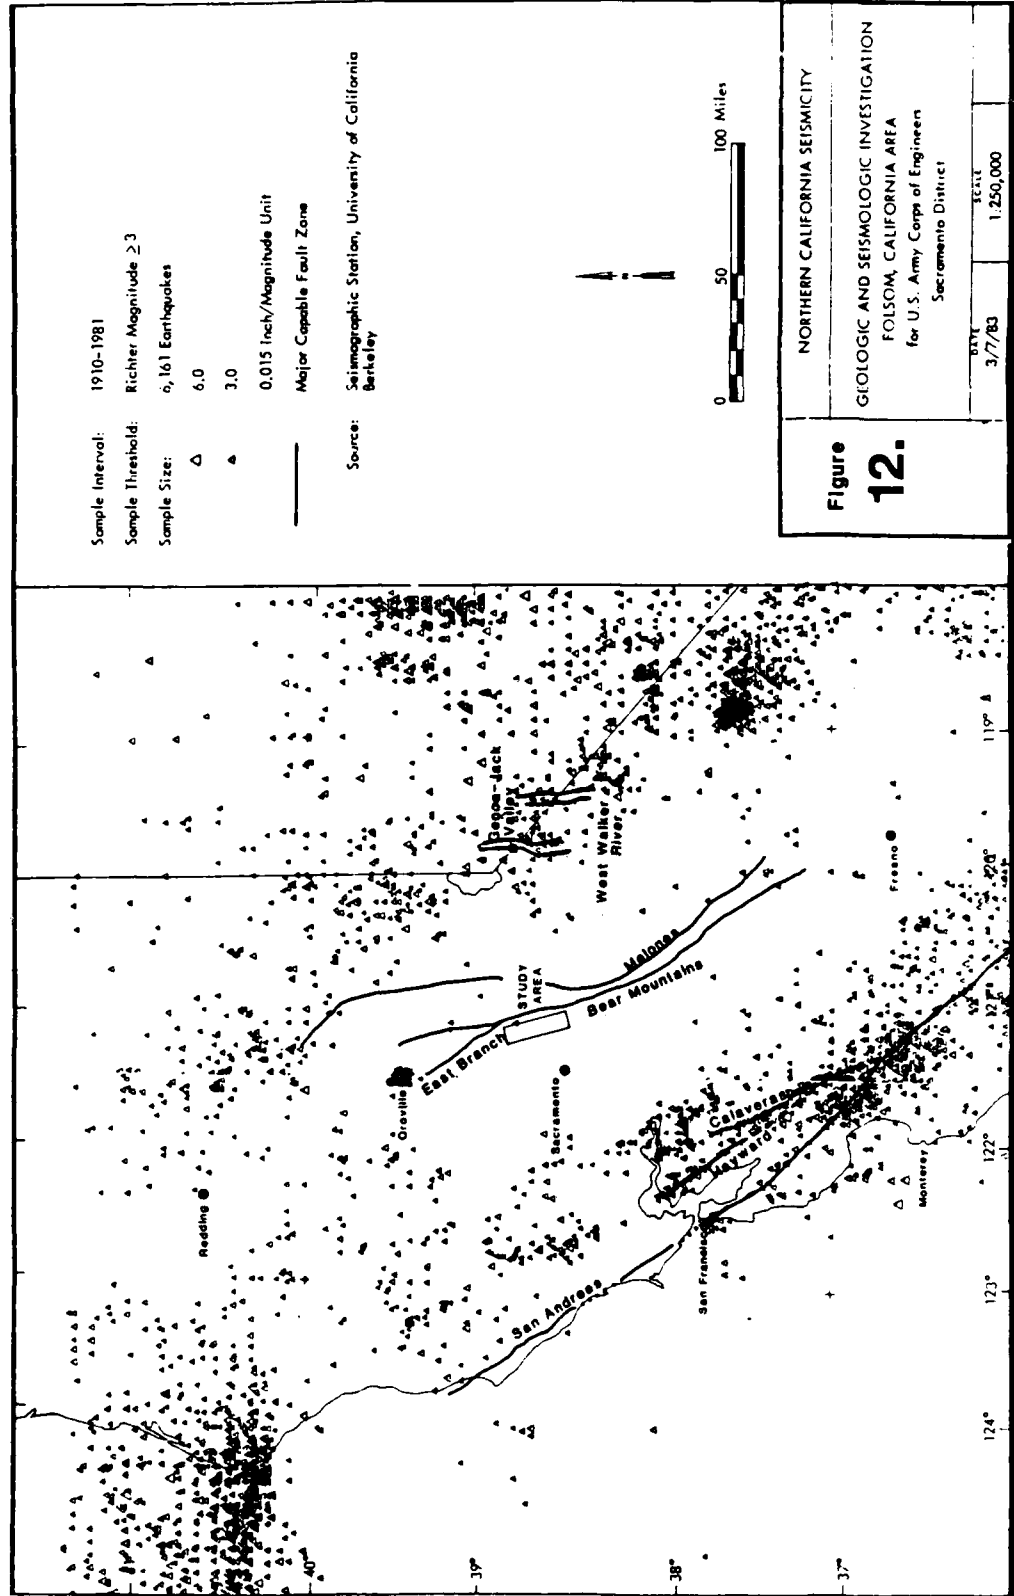 Sample Interval: 1910-1981
Sample Threshold: Richter Magnitude ≥ 3
Sample Size: 6,161 Earthquakes
6.0
3.0
0.015 Inch/Magnitude Unit
Major Capable Fault Zone
Source: Seismographic Station, University of California
Berkeley
0 50 100 Miles
Figure
12.
NORTHERN CALIFORNIA SEISMICITY
GEOLOGIC AND SEISMOLOGIC INVESTIGATION
FOLSOM, CALIFORNIA AREA
for U.S. Army Corps of Engineers
Sacramento District
DATE
3/7/83
SCALE
1:250,000
Redding
Oroville
East Branch
STUDY
AREA
Sacramento
Melones
Bear Mountains
Genoa-Jack
Valley
West Walker
River
San Andreas
San Francisco
Hayward
Calaveras
Monterey
Fresno
40°
39°
38°
37°
124°
123°
122°
121°
120°
119°